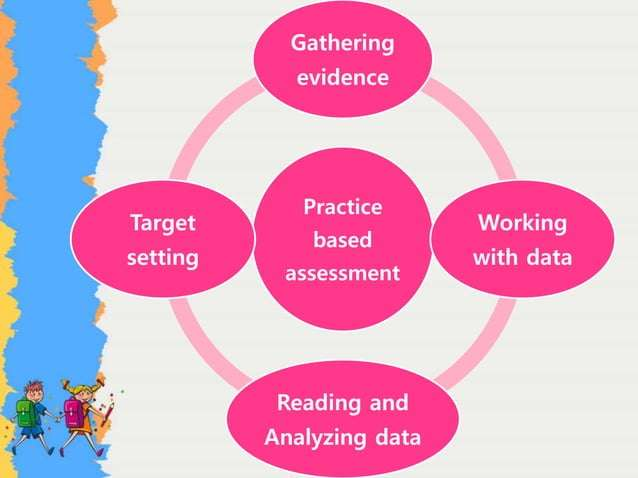 Gathering
evidence
Practice
based
assessment
Target
setting
Working
with data
Reading and
Analyzing data